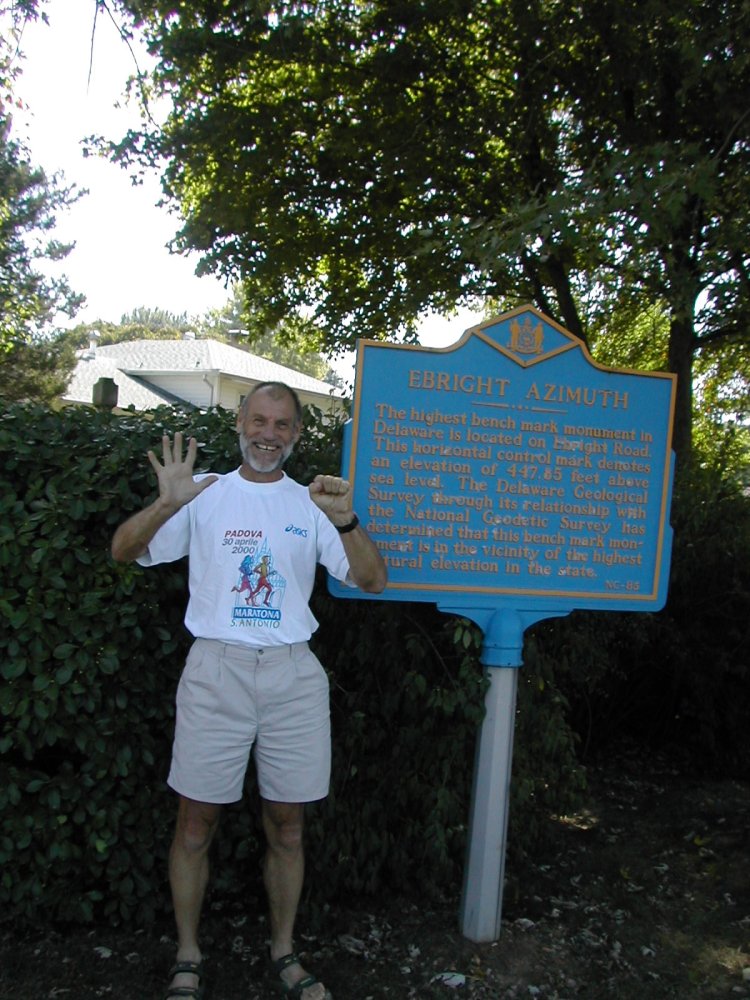 EBRIGHT AZIMUTH
The highest bench mark monument in
Delaware is located on Ebright Road.
This horizontal control mark denotes
an elevation of 447.85 feet above
sea level. The Delaware Geological
Survey through its relationship with
the National Geodetic Survey has
determined that this bench mark mon-
ment is in the vicinity of the highest
tural elevation in the state.
NC-85
asics
PADOVA
30 aprile
2000
MARATONA
S. ANTONIO